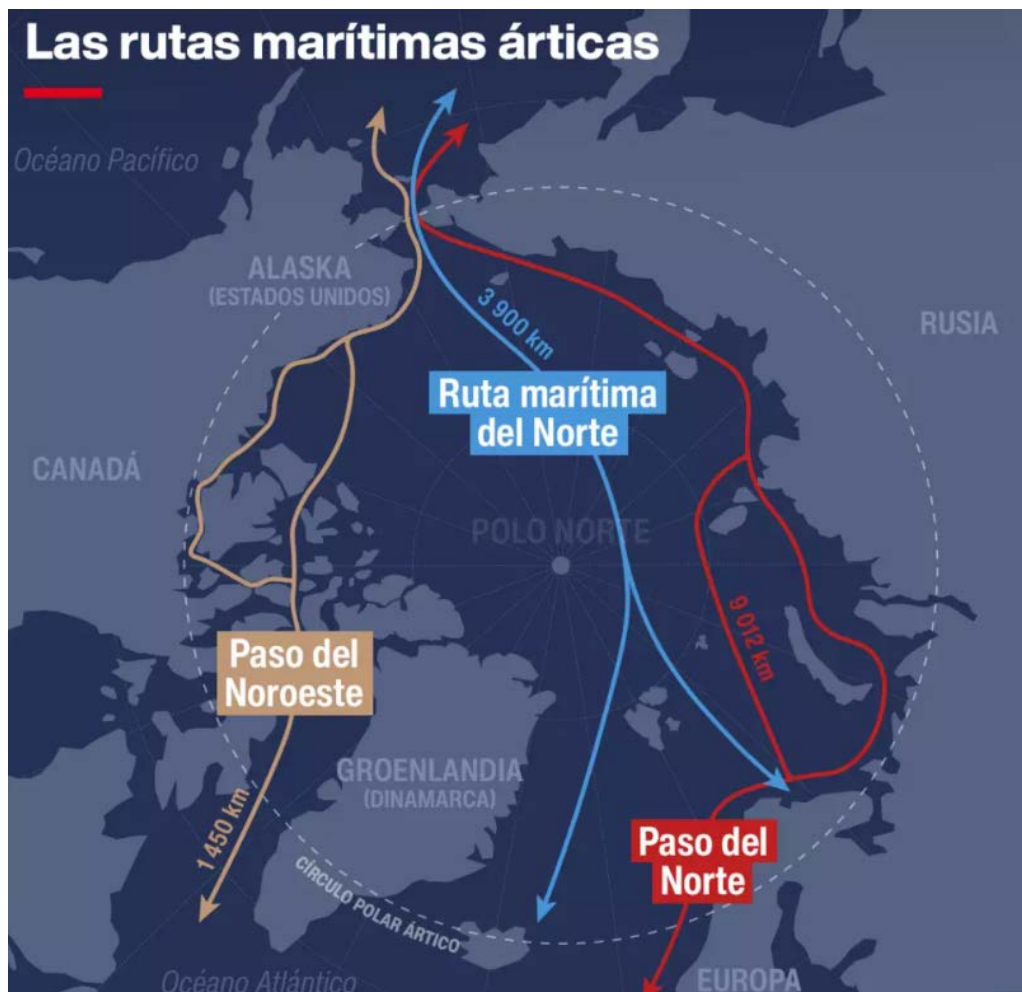 Las rutas marítimas árticas
Océano Pacífico
ALASKA
(ESTADOS UNIDOS)
RUSIA
3 900 km
Ruta marítima
del Norte
CANADÁ
POLO NORTE
9 012 km
Paso del
Noroeste
GROENLANDIA
(DINAMARCA)
1 450 km
Paso del
Norte
CÍRCULO POLAR ÁRTICO
Océano Atlántico
EUROPA